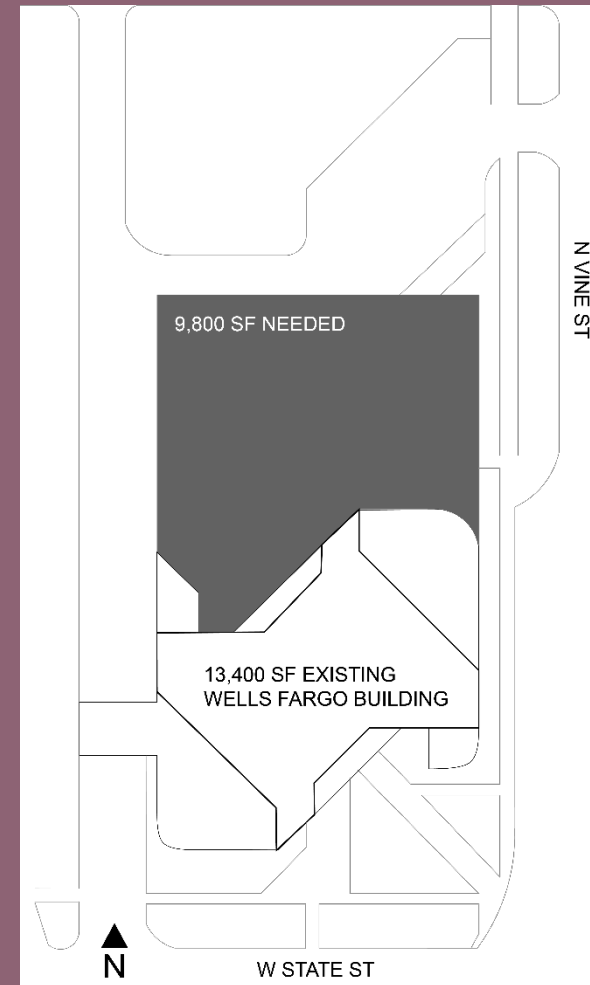 N VINE ST
9,800 SF NEEDED
13,400 SF EXISTING
WELLS FARGO BUILDING
N
W STATE ST